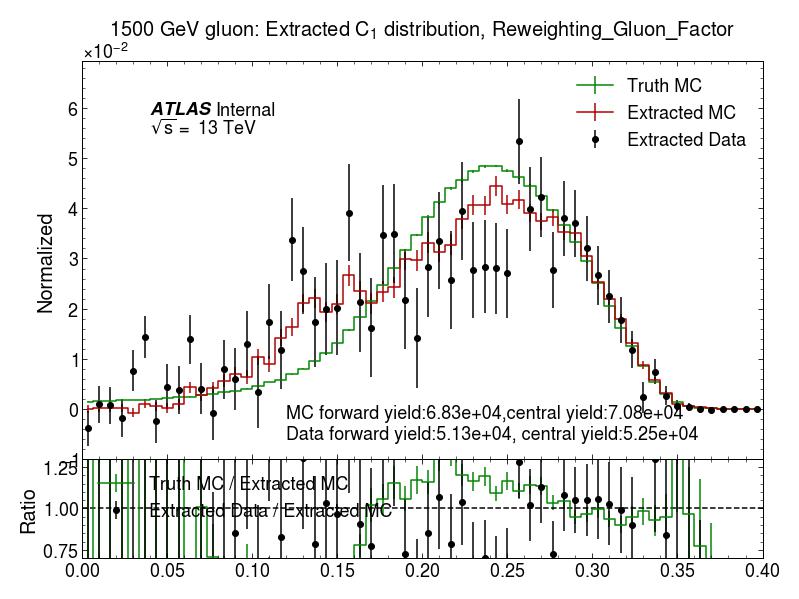 1500 GeV gluon: Extracted C₁ distribution, Reweighting_Gluon_Factor
×10⁻²
ATLAS Internal
√s = 13 TeV
Truth MC
Extracted MC
Extracted Data
Normalized
6
5
4
3
2
1
0
MC forward yield:6.83e+04,central yield:7.08e+04
Data forward yield:5.13e+04, central yield:5.25e+04
1
Ratio
1.25
1.00
0.75
Truth MC / Extracted MC
Extracted Data / Extracted MC
0.00 0.05 0.10 0.15 0.20 0.25 0.30 0.35 0.40